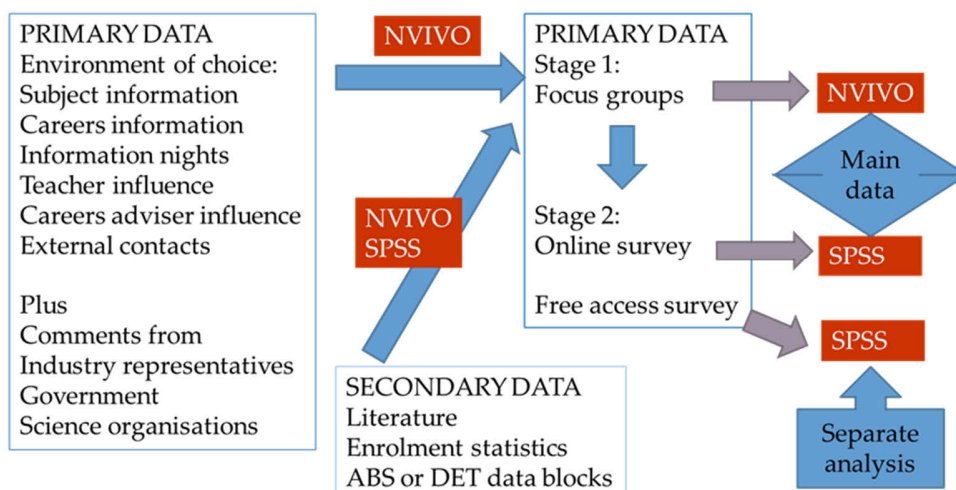 PRIMARY DATA
Environment of choice:
Subject information
Careers information
Information nights
Teacher influence
Careers adviser influence
External contacts
Plus
Comments from
Industry representatives
Government
Science organisations
NVIVO
NVIVO
SPSS
SECONDARY DATA
Literature
Enrolment statistics
ABS or DET data blocks
PRIMARY DATA
Stage 1:
Focus groups
Stage 2:
Online survey
Free access survey
NVIVO
Main
data
SPSS
SPSS
Separate
analysis